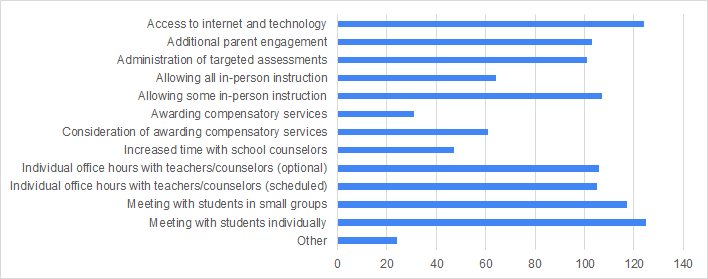 Access to internet and technology
Additional parent engagement
Administration of targeted assessments
Allowing all in-person instruction
Allowing some in-person instruction
Awarding compensatory services
Consideration of awarding compensatory services
Increased time with school counselors
Individual office hours with teachers/counselors (optional)
Individual office hours with teachers/counselors (scheduled)
Meeting with students in small groups
Meeting with students individually
Other
0 20 40 60 80 100 120 140